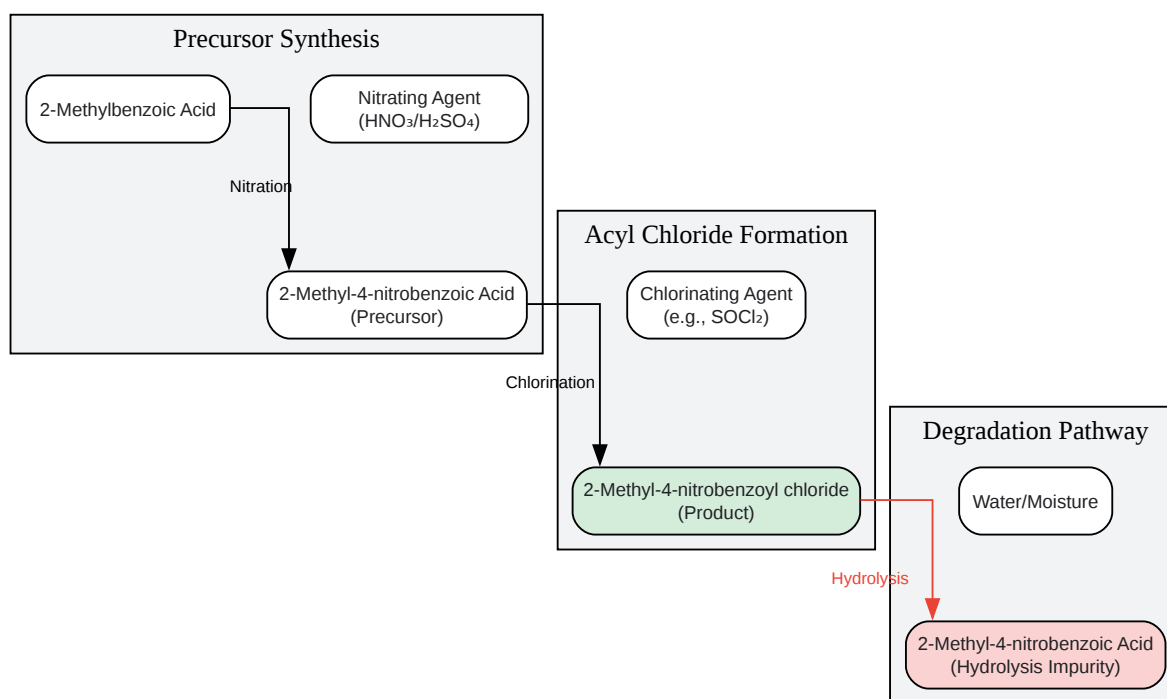 Precursor Synthesis
2-Methylbenzoic Acid
Nitrating Agent
(HNO₃/H₂SO₄)
Nitration
2-Methyl-4-nitrobenzoic Acid
(Precursor)
Acyl Chloride Formation
Chlorinating Agent
(e.g., SOCl₂)
Chlorination
2-Methyl-4-nitrobenzoyl chloride
(Product)
Degradation Pathway
Water/Moisture
Hydrolysis
2-Methyl-4-nitrobenzoic Acid
(Hydrolysis Impurity)